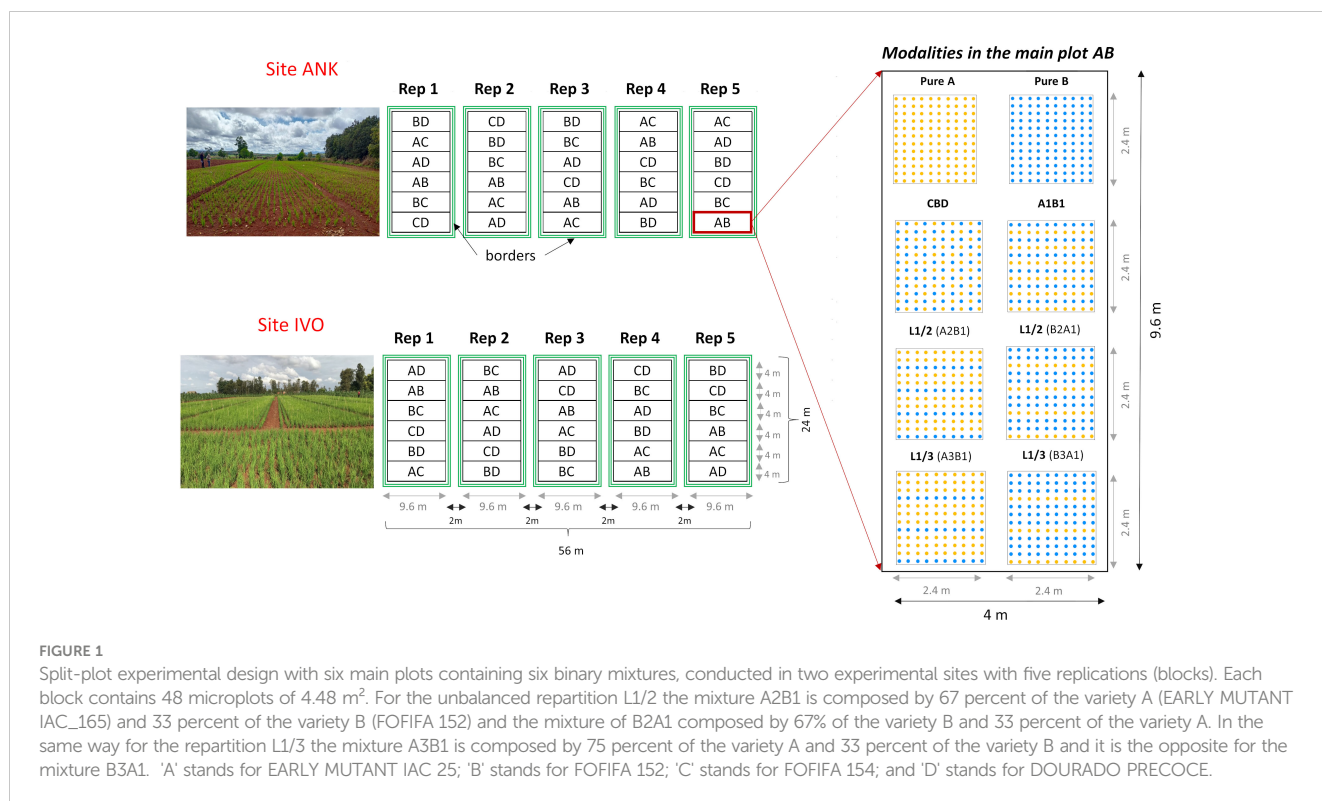 Site ANK
Rep 1 Rep 2 Rep 3 Rep 4 Rep 5
BD CD BD AC AC
AC BD BC AB AD
AD BC AD CD BD
AB AB CD BC CD
BC AC AB AD BC
CD AD AC BD AB
borders
Site IVO
Rep 1 Rep 2 Rep 3 Rep 4 Rep 5
AD BC AD CD BD 4 m
AB AB CD BC CD 4 m
BC AC AB AD BC 4 m
CD AD AC BD AB 4 m
BD CD BD AC AC 4 m
AC BD BC AB AD 4 m
24 m
9.6 m 9.6 m 9.6 m 9.6 m 9.6 m
2m 2m 2m 2m
56 m
Modalities in the main plot AB
Pure A Pure B
2.4 m
CBD A1B1
2.4 m
L1/2 (A2B1) L1/2 (B2A1)
2.4 m
L1/3 (A3B1) L1/3 (B3A1)
2.4 m
9.6 m
2.4 m 2.4 m
4 m
FIGURE 1
Split-plot experimental design with six main plots containing six binary mixtures, conducted in two experimental sites with five replications (blocks). Each
block contains 48 microplots of 4.48 m². For the unbalanced repartition L1/2 the mixture A2B1 is composed by 67 percent of the variety A (EARLY MUTANT
IAC_165) and 33 percent of the variety B (FOFIFA 152) and the mixture of B2A1 composed by 67% of the variety B and 33 percent of the variety A. In the
same way for the repartition L1/3 the mixture A3B1 is composed by 75 percent of the variety A and 33 percent of the variety B and it is the opposite for the
mixture B3A1. 'A' stands for EARLY MUTANT IAC 25; 'B' stands for FOFIFA 152; 'C' stands for FOFIFA 154; and 'D' stands for DOURADO PRECOCE.